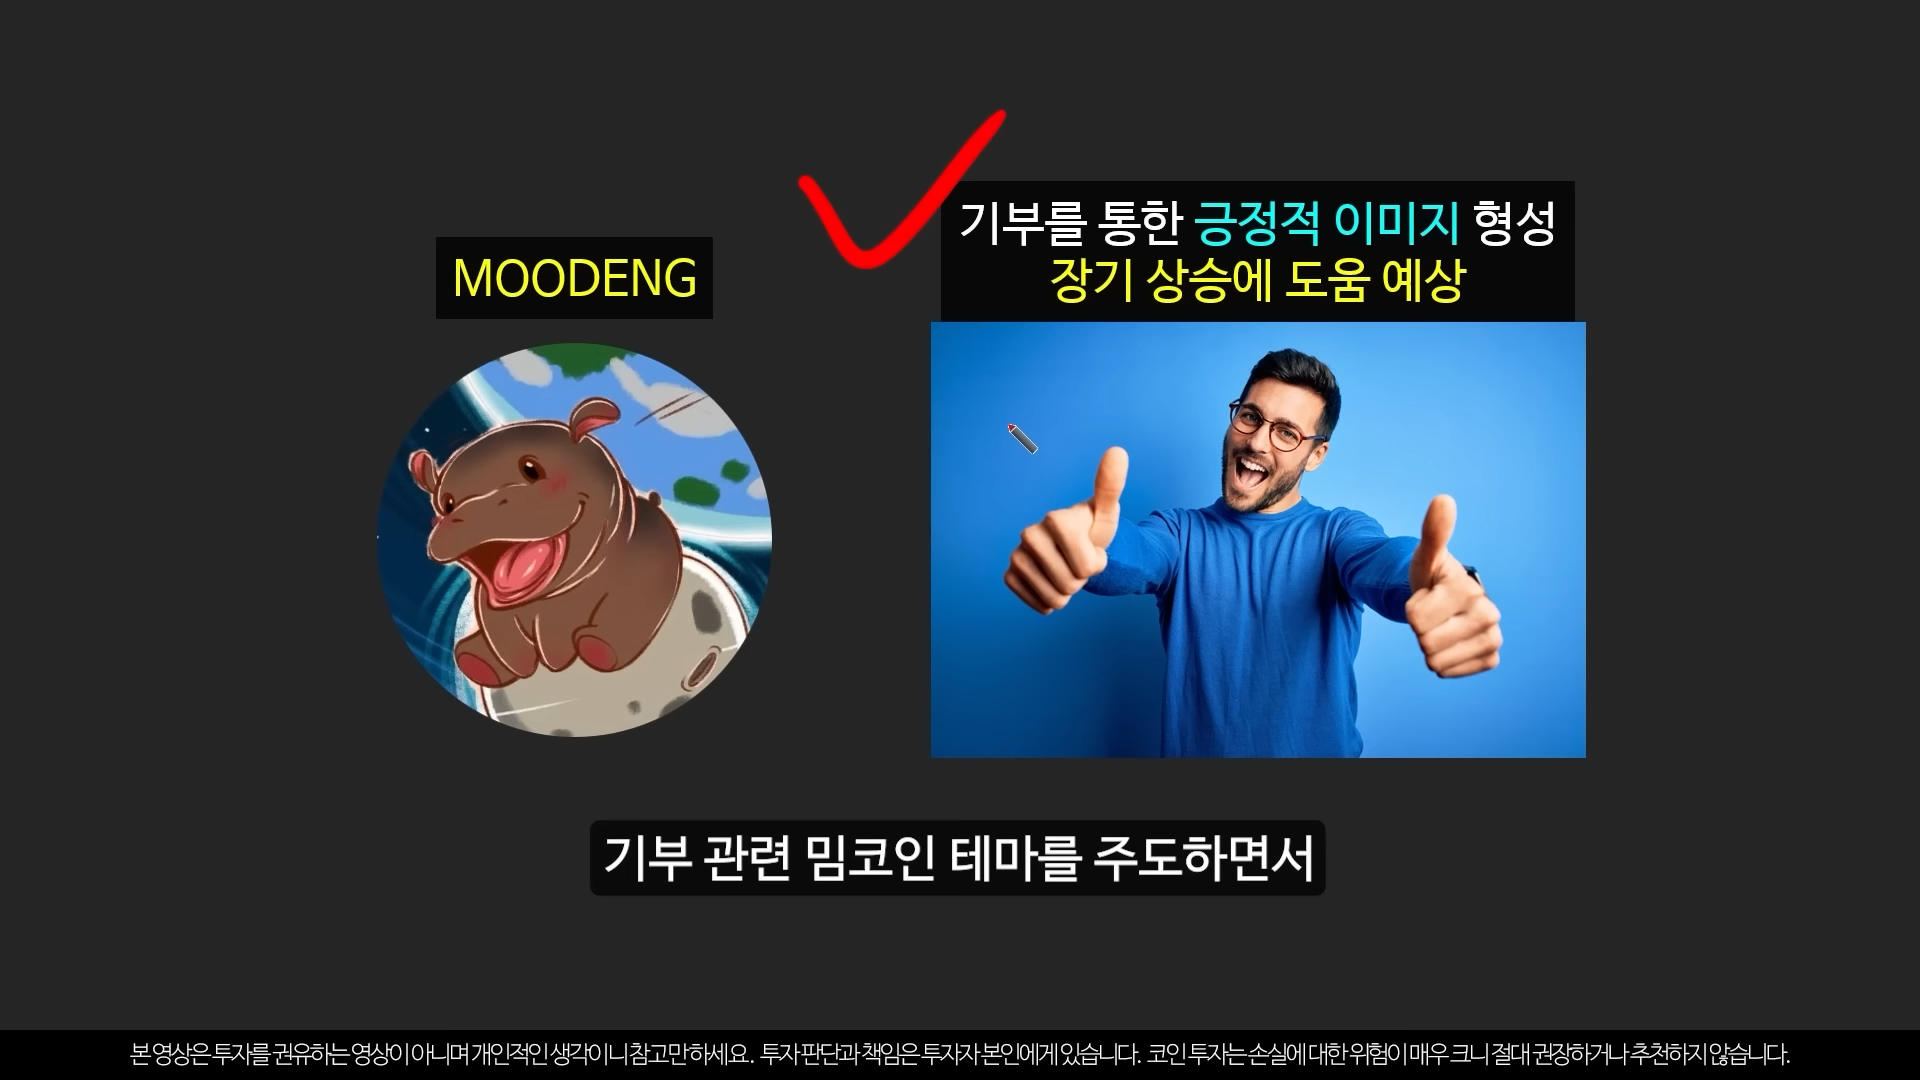 MOODENG
기부를 통한 긍정적 이미지 형성
장기 상승에 도움 예상
기부 관련 밈코인 테마를 주도하면서
본 영상은 투자를 권유하는 영상이 아니며 개인적인 생각이니 참고만 하세요. 투자 판단과 책임은 투자자 본인에게 있습니다. 코인 투자는 손실에 대한 위험이 매우 크니 절대 권장하거나 추천하지 않습니다.